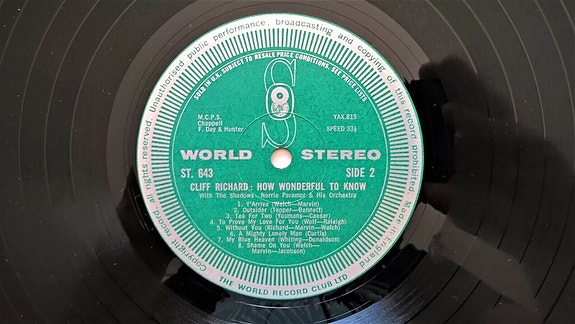 Unauthorised public performance, broadcasting and copying of this record prohibited. Made in England
Copyright record all rights reserved.
SOLD IN U.K. SUBJECT TO RESALE PRICE CONDITIONS, SEE PRICE LISTS
S
M.C.P.S.
Chappell
F. Day & Hunter
YAX.815
SPEED 33⅓
WORLD STEREO
ST. 643 SIDE 2
CLIFF RICHARD: HOW WONDERFUL TO KNOW
With The Shadows, Norrie Paramor & His Orchestra
1. Y'Arriva (Welch—Marvin)
2. Outsider (Tepper—Bennett)
3. Tea For Two (Youmans—Caesar)
4. To Prove My Love For You (Wolf—Raleigh)
5. Without You (Richard—Marvin—Welch)
6. A Mighty Lonely Man (Curtis)
7. My Blue Heaven (Whiting—Donaldson)
8. Shame On You (Welch—
Marvin—Jacobson)
THE WORLD RECORD CLUB LTD